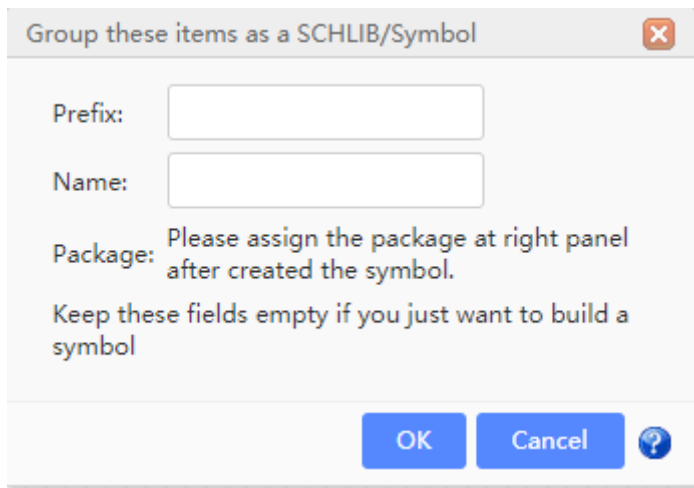 Group these items as a SCHLIB/Symbol
Prefix:
Name:
Package: Please assign the package at right panel
after created the symbol.
Keep these fields empty if you just want to build a
symbol
OK Cancel